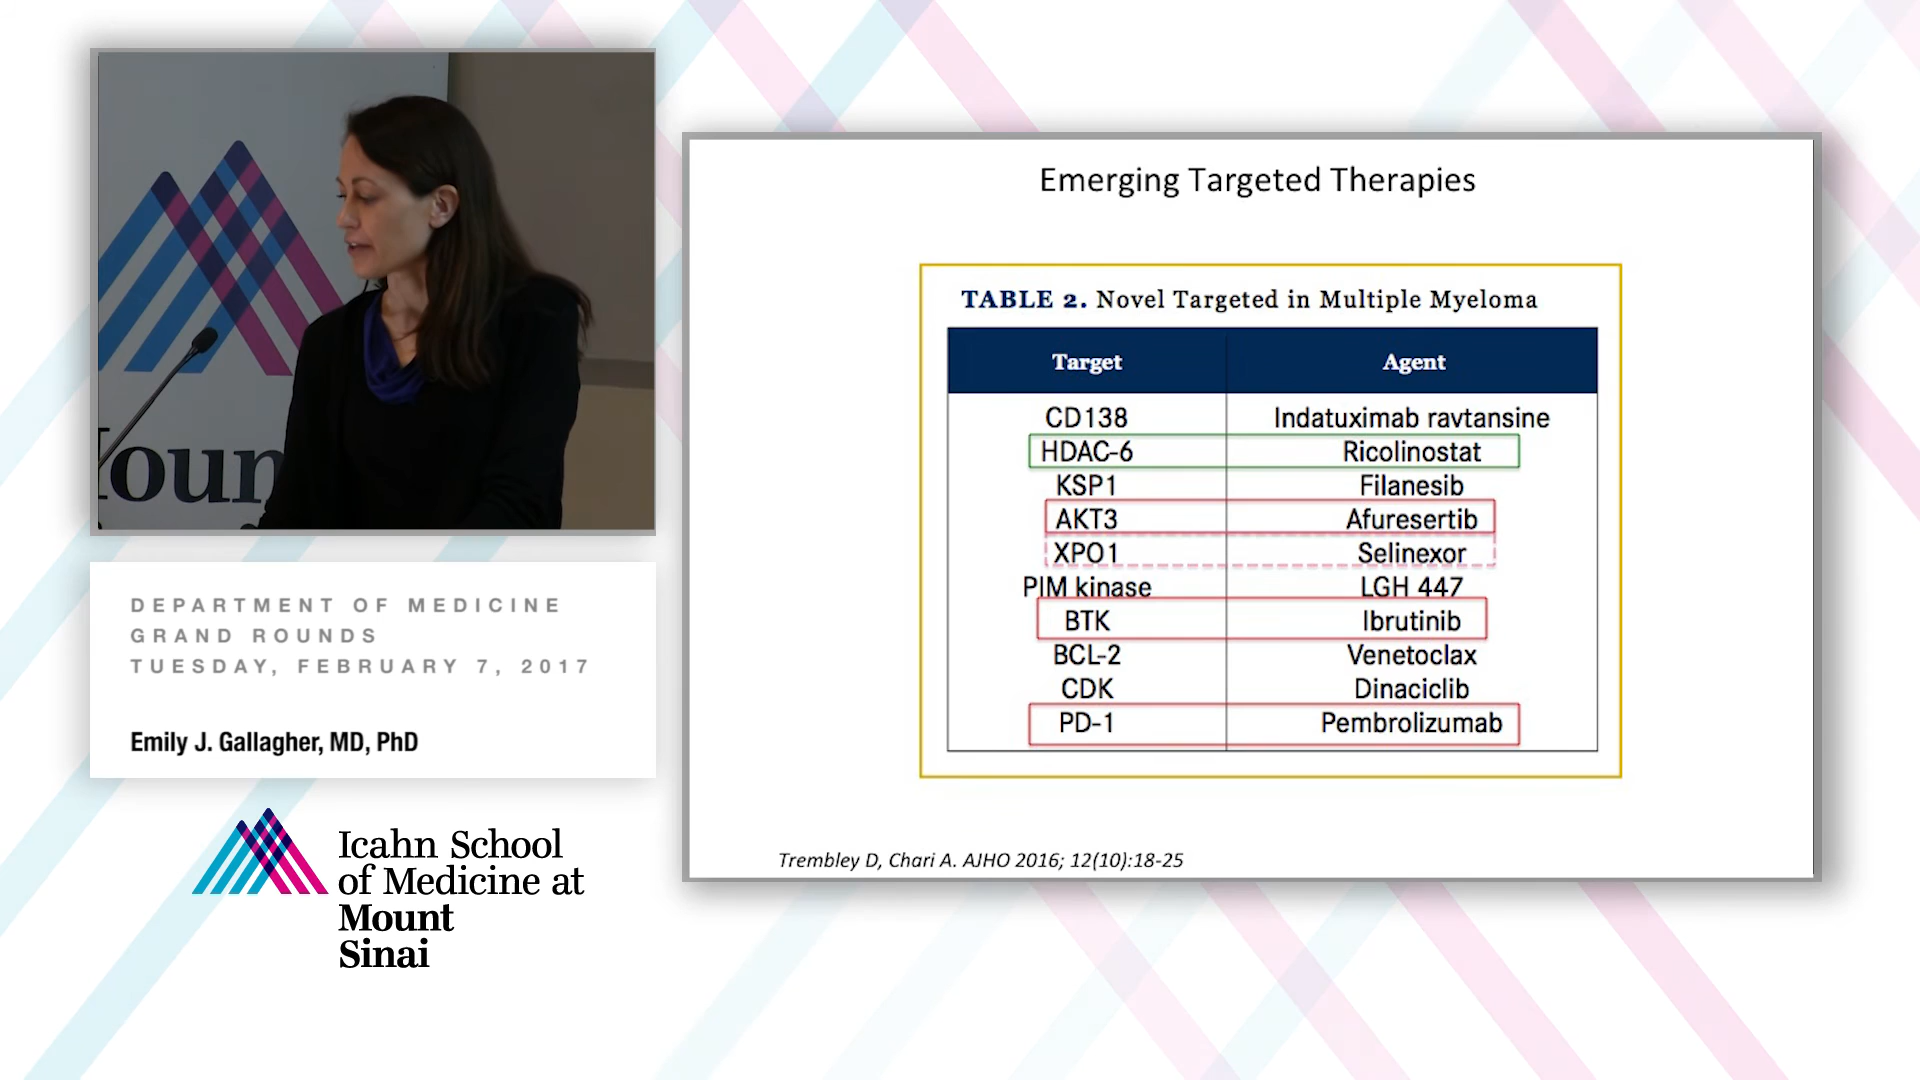 oun
DEPARTMENT OF MEDICINE
GRAND ROUNDS
TUESDAY, FEBRUARY 7, 2017
Emily J. Gallagher, MD, PhD
Icahn School
of Medicine at
Mount
Sinai
Emerging Targeted Therapies
TABLE 2. Novel Targeted in Multiple Myeloma
Target Agent
CD138 Indatuximab ravtansine
HDAC-6 Ricolinostat
KSP1 Filanesib
AKT3 Afuresertib
XPO1 Selinexor
PIM kinase LGH 447
BTK Ibrutinib
BCL-2 Venetoclax
CDK Dinaciclib
PD-1 Pembrolizumab
Trembley D, Chari A. AJHO 2016; 12(10):18-25